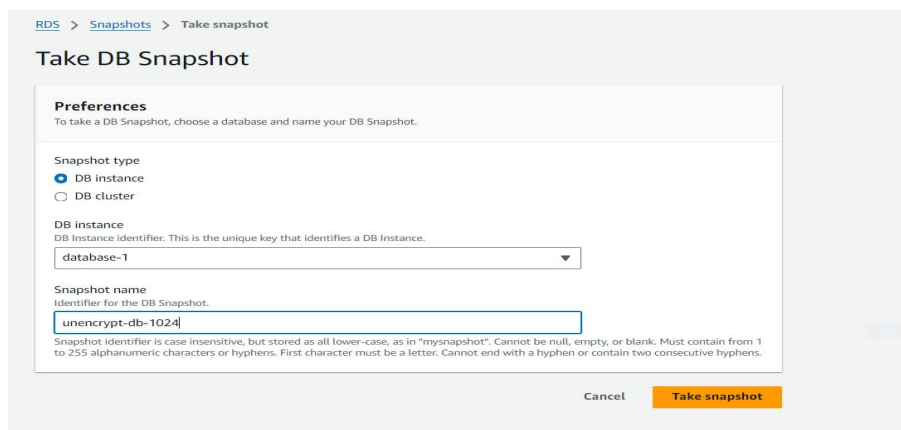 RDS > Snapshots > Take snapshot
Take DB Snapshot
Preferences
To take a DB Snapshot, choose a database and name your DB Snapshot.
Snapshot type
DB instance
DB cluster
DB instance
DB Instance identifier. This is the unique key that identifies a DB Instance.
database-1
Snapshot name
Identifier for the DB Snapshot.
unencrypt-db-1024
Snapshot identifier is case insensitive, but stored as all lower-case, as in "mysnapshot". Cannot be null, empty, or blank. Must contain from 1
to 255 alphanumeric characters or hyphens. First character must be a letter. Cannot end with a hyphen or contain two consecutive hyphens.
Cancel Take snapshot